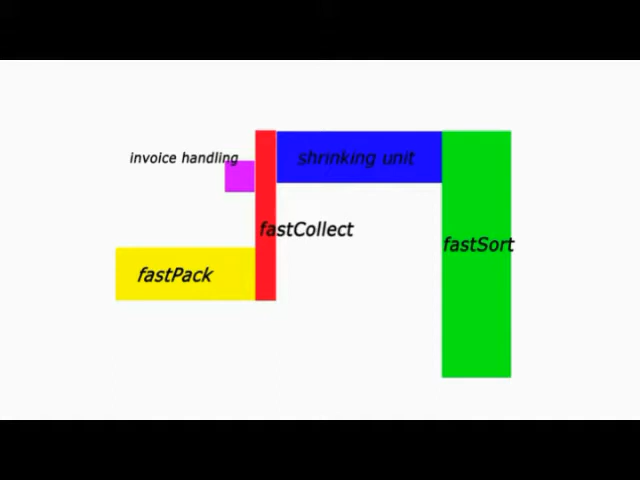 invoice handling
shrinking unit
fastCollect
fastSort
fastPack